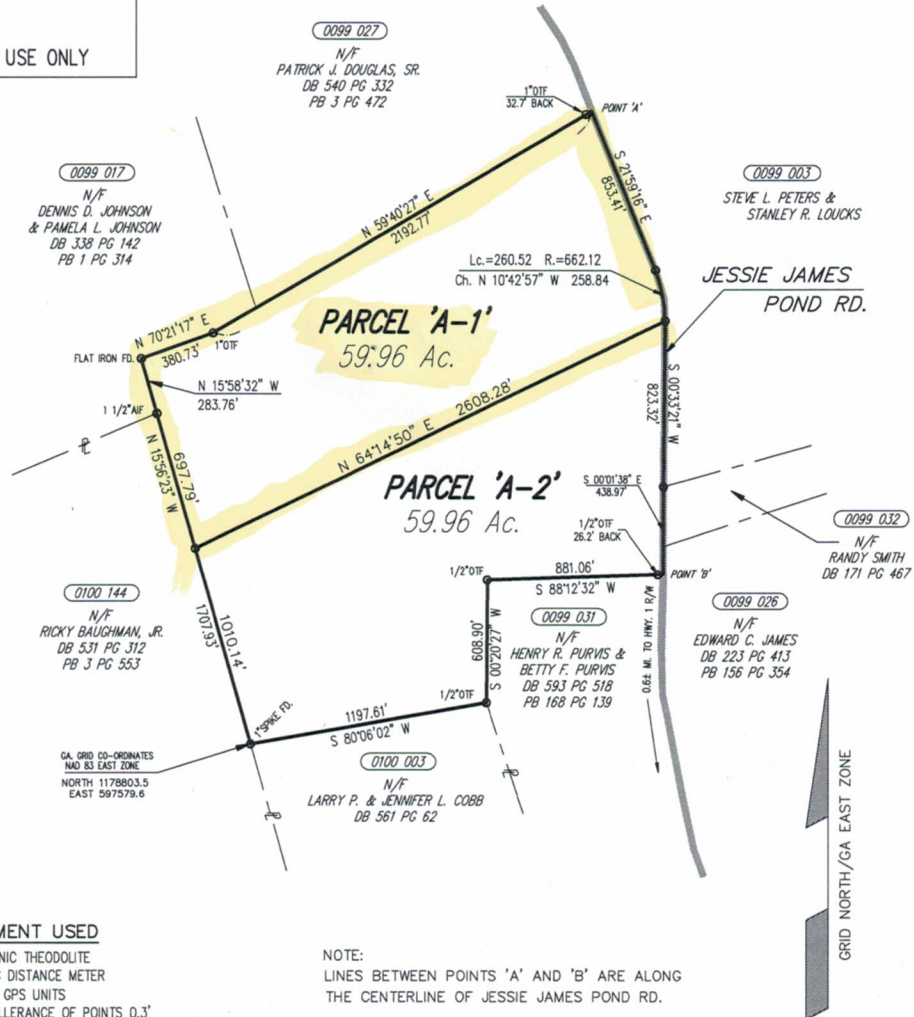 USE ONLY
0099 027
N/F
PATRICK J. DOUGLAS, SR.
DB 540 PG 332
PB 3 PG 472
1"OTF
32.7' BACK
POINT 'A'
0099 017
N/F
DENNIS D. JOHNSON
& PAMELA L. JOHNSON
DB 338 PG 142
PB 1 PG 314
N 59°40'27" E
2192.77'
S 21°59'16" E
853.41'
0099 003
STEVE L. PETERS &
STANLEY R. LOUCKS
Lc.=260.52 R.=662.12
Ch. N 10°42'57" W 258.84
JESSIE JAMES
POND RD.
N 70°21'17" E
380.73'
1"OTF
FLAT IRON FD.
PARCEL 'A-1'
59.96 Ac.
N 15°58'32" W
283.76'
1 1/2"AIF
697.79'
N 15°56'23" W
N 64°14'50" E 2608.28'
S 00°33'21" W
823.32'
PARCEL 'A-2'
59.96 Ac.
S 00°01'38" E
438.97'
1/2"OTF
26.2' BACK
0099 032
N/F
RANDY SMITH
DB 171 PG 467
1/2"OTF
881.06'
S 88°12'32" W
POINT 'B'
0100 144
N/F
RICKY BAUGHMAN, JR.
DB 531 PG 312
PB 3 PG 553
1010.14'
1707.93'
608.90'
S 00°20'27" W
0099 031
N/F
HENRY R. PURVIS &
BETTY F. PURVIS
DB 593 PG 518
PB 168 PG 139
0.6± MI. TO HWY. 1 R/W
0099 026
N/F
EDWARD C. JAMES
DB 223 PG 413
PB 156 PG 354
1/2"OTF
1"SPIKE FD.
1197.61'
S 80°06'02" W
GA. GRID CO-ORDINATES
NAD 83 EAST ZONE
NORTH 1178803.5
EAST 597579.6
0100 003
N/F
LARRY P. & JENNIFER L. COBB
DB 561 PG 62
GRID NORTH/GA EAST ZONE
MENT USED
NIC THEODOLITE
DISTANCE METER
GPS UNITS
LLERANCE OF POINTS 0.3'
NOTE:
LINES BETWEEN POINTS 'A' AND 'B' ARE ALONG
THE CENTERLINE OF JESSIE JAMES POND RD.